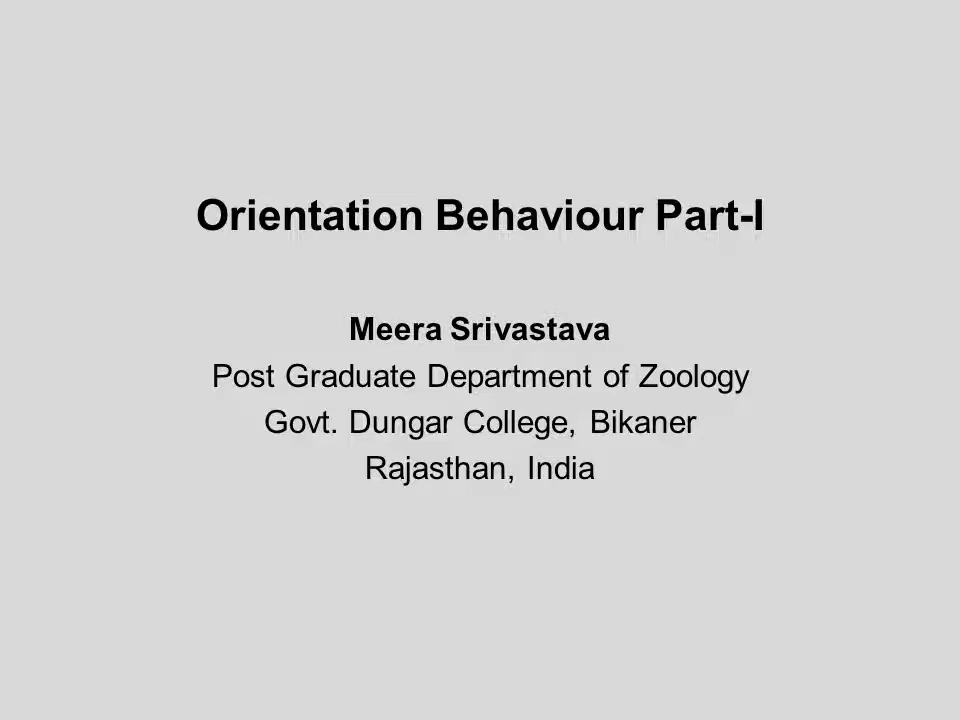 Orientation Behaviour Part-I
Meera Srivastava
Post Graduate Department of Zoology
Govt. Dungar College, Bikaner
Rajasthan, India